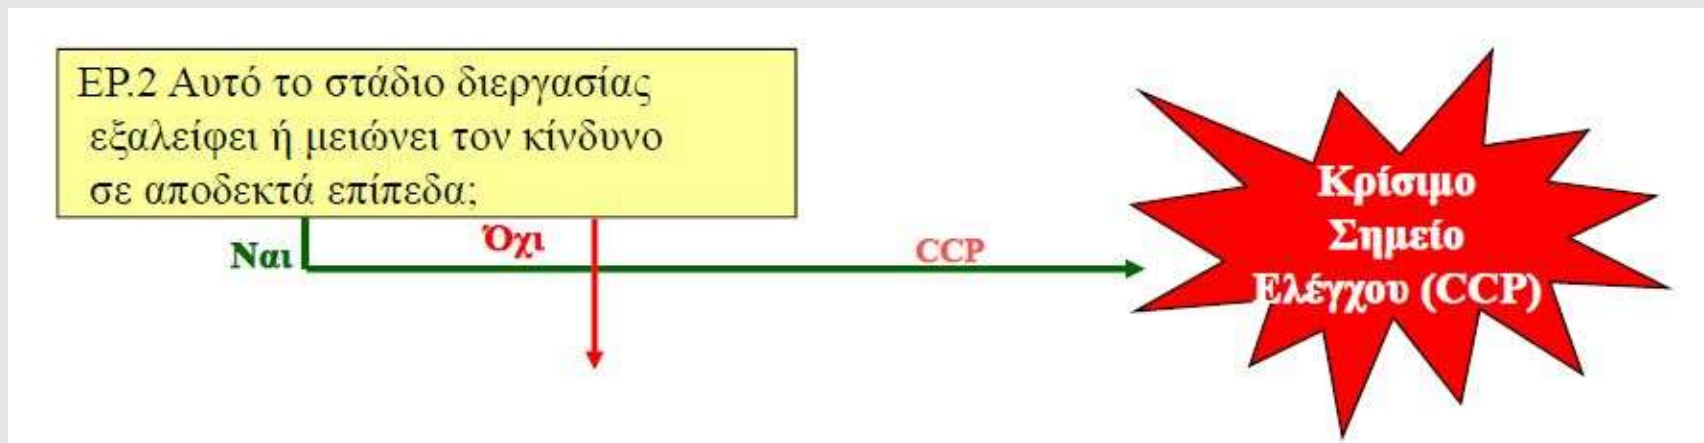 ΕΡ.2 Αυτό το στάδιο διεργασίας
εξαλείφει ή μειώνει τον κίνδυνο
σε αποδεκτά επίπεδα;
Ναι
Όχι
CCP
Κρίσιμο
Σημείο
Ελέγχου (CCP)